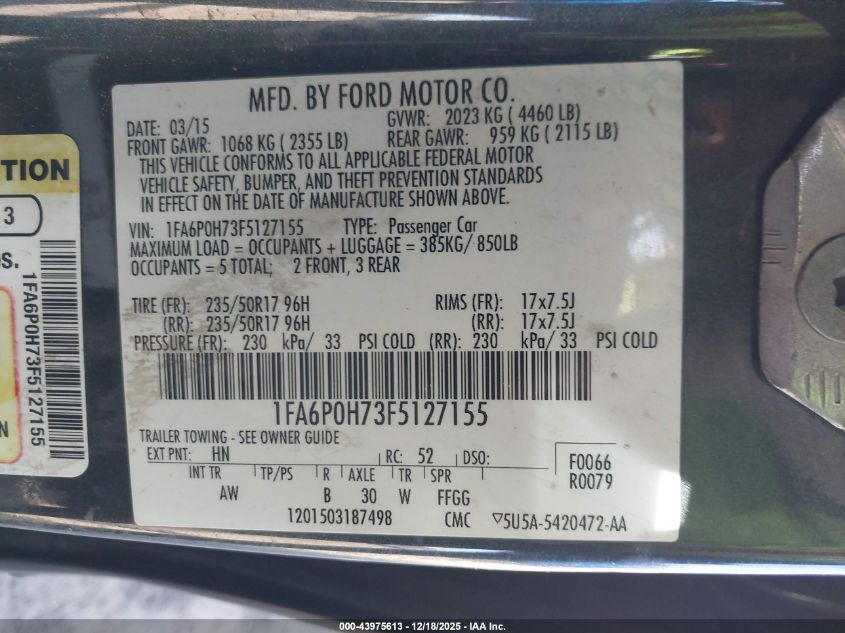 MFD. BY FORD MOTOR CO.
DATE: 03/15 GVWR: 2023 KG ( 4460 LB)
FRONT GAWR: 1068 KG ( 2355 LB) REAR GAWR: 959 KG ( 2115 LB)
THIS VEHICLE CONFORMS TO ALL APPLICABLE FEDERAL MOTOR
VEHICLE SAFETY, BUMPER, AND THEFT PREVENTION STANDARDS
IN EFFECT ON THE DATE OF MANUFACTURE SHOWN ABOVE.
VIN: 1FA6P0H73F5127155 TYPE: Passenger Car
MAXIMUM LOAD = OCCUPANTS + LUGGAGE = 385KG/ 850LB
OCCUPANTS = 5 TOTAL; 2 FRONT, 3 REAR
TIRE (FR): 235/50R17 96H RIMS (FR): 17x7.5J
(RR): 235/50R17 96H (RR): 17x7.5J
PRESSURE (FR): 230 kPa/ 33 PSI COLD (RR): 230 kPa/ 33 PSI COLD
1FA6P0H73F5127155
TRAILER TOWING - SEE OWNER GUIDE
EXT PNT: HN RC: 52 DSO: F0066
INT TR TP/PS R AXLE TR SPR R0079
AW B 30 W FFGG
1201503187498 CMC ▽5U5A-5420472-AA
TION
3
S.
1FA6P0H73F5127155
N
000-43975613 - 12/18/2025 - IAA Inc.